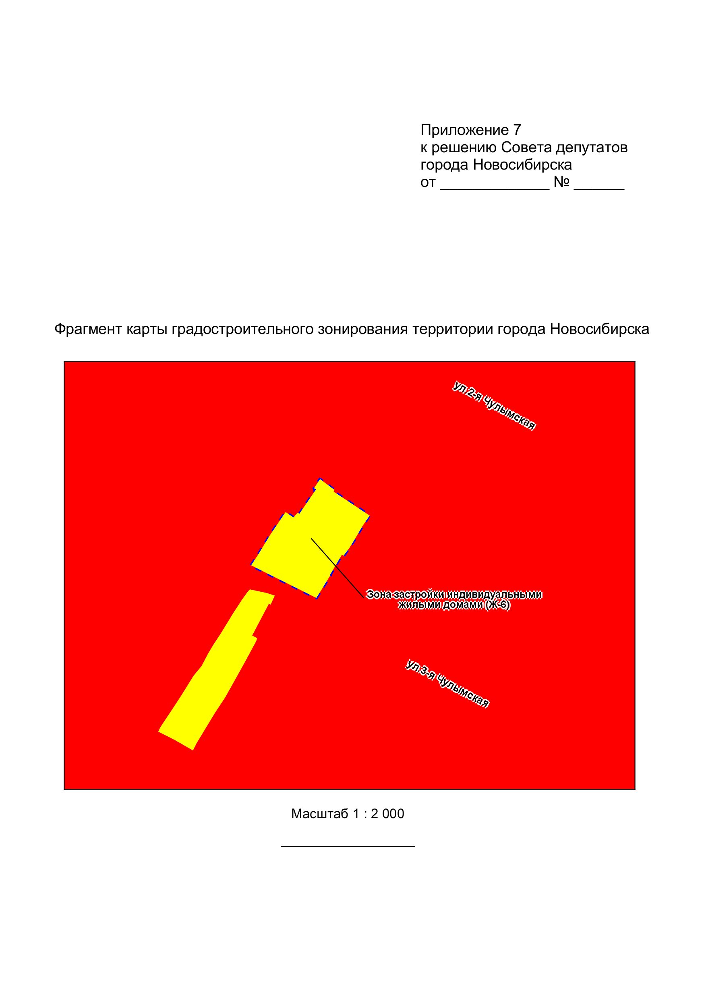 Приложение 7
к решению Совета депутатов
города Новосибирска
от _____________ № ______
Фрагмент карты градостроительного зонирования территории города Новосибирска
ул.2-я Чулымская
Зона застройки индивидуальными
жилыми домами (Ж-6)
ул.3-я Чулымская
Масштаб 1 : 2 000